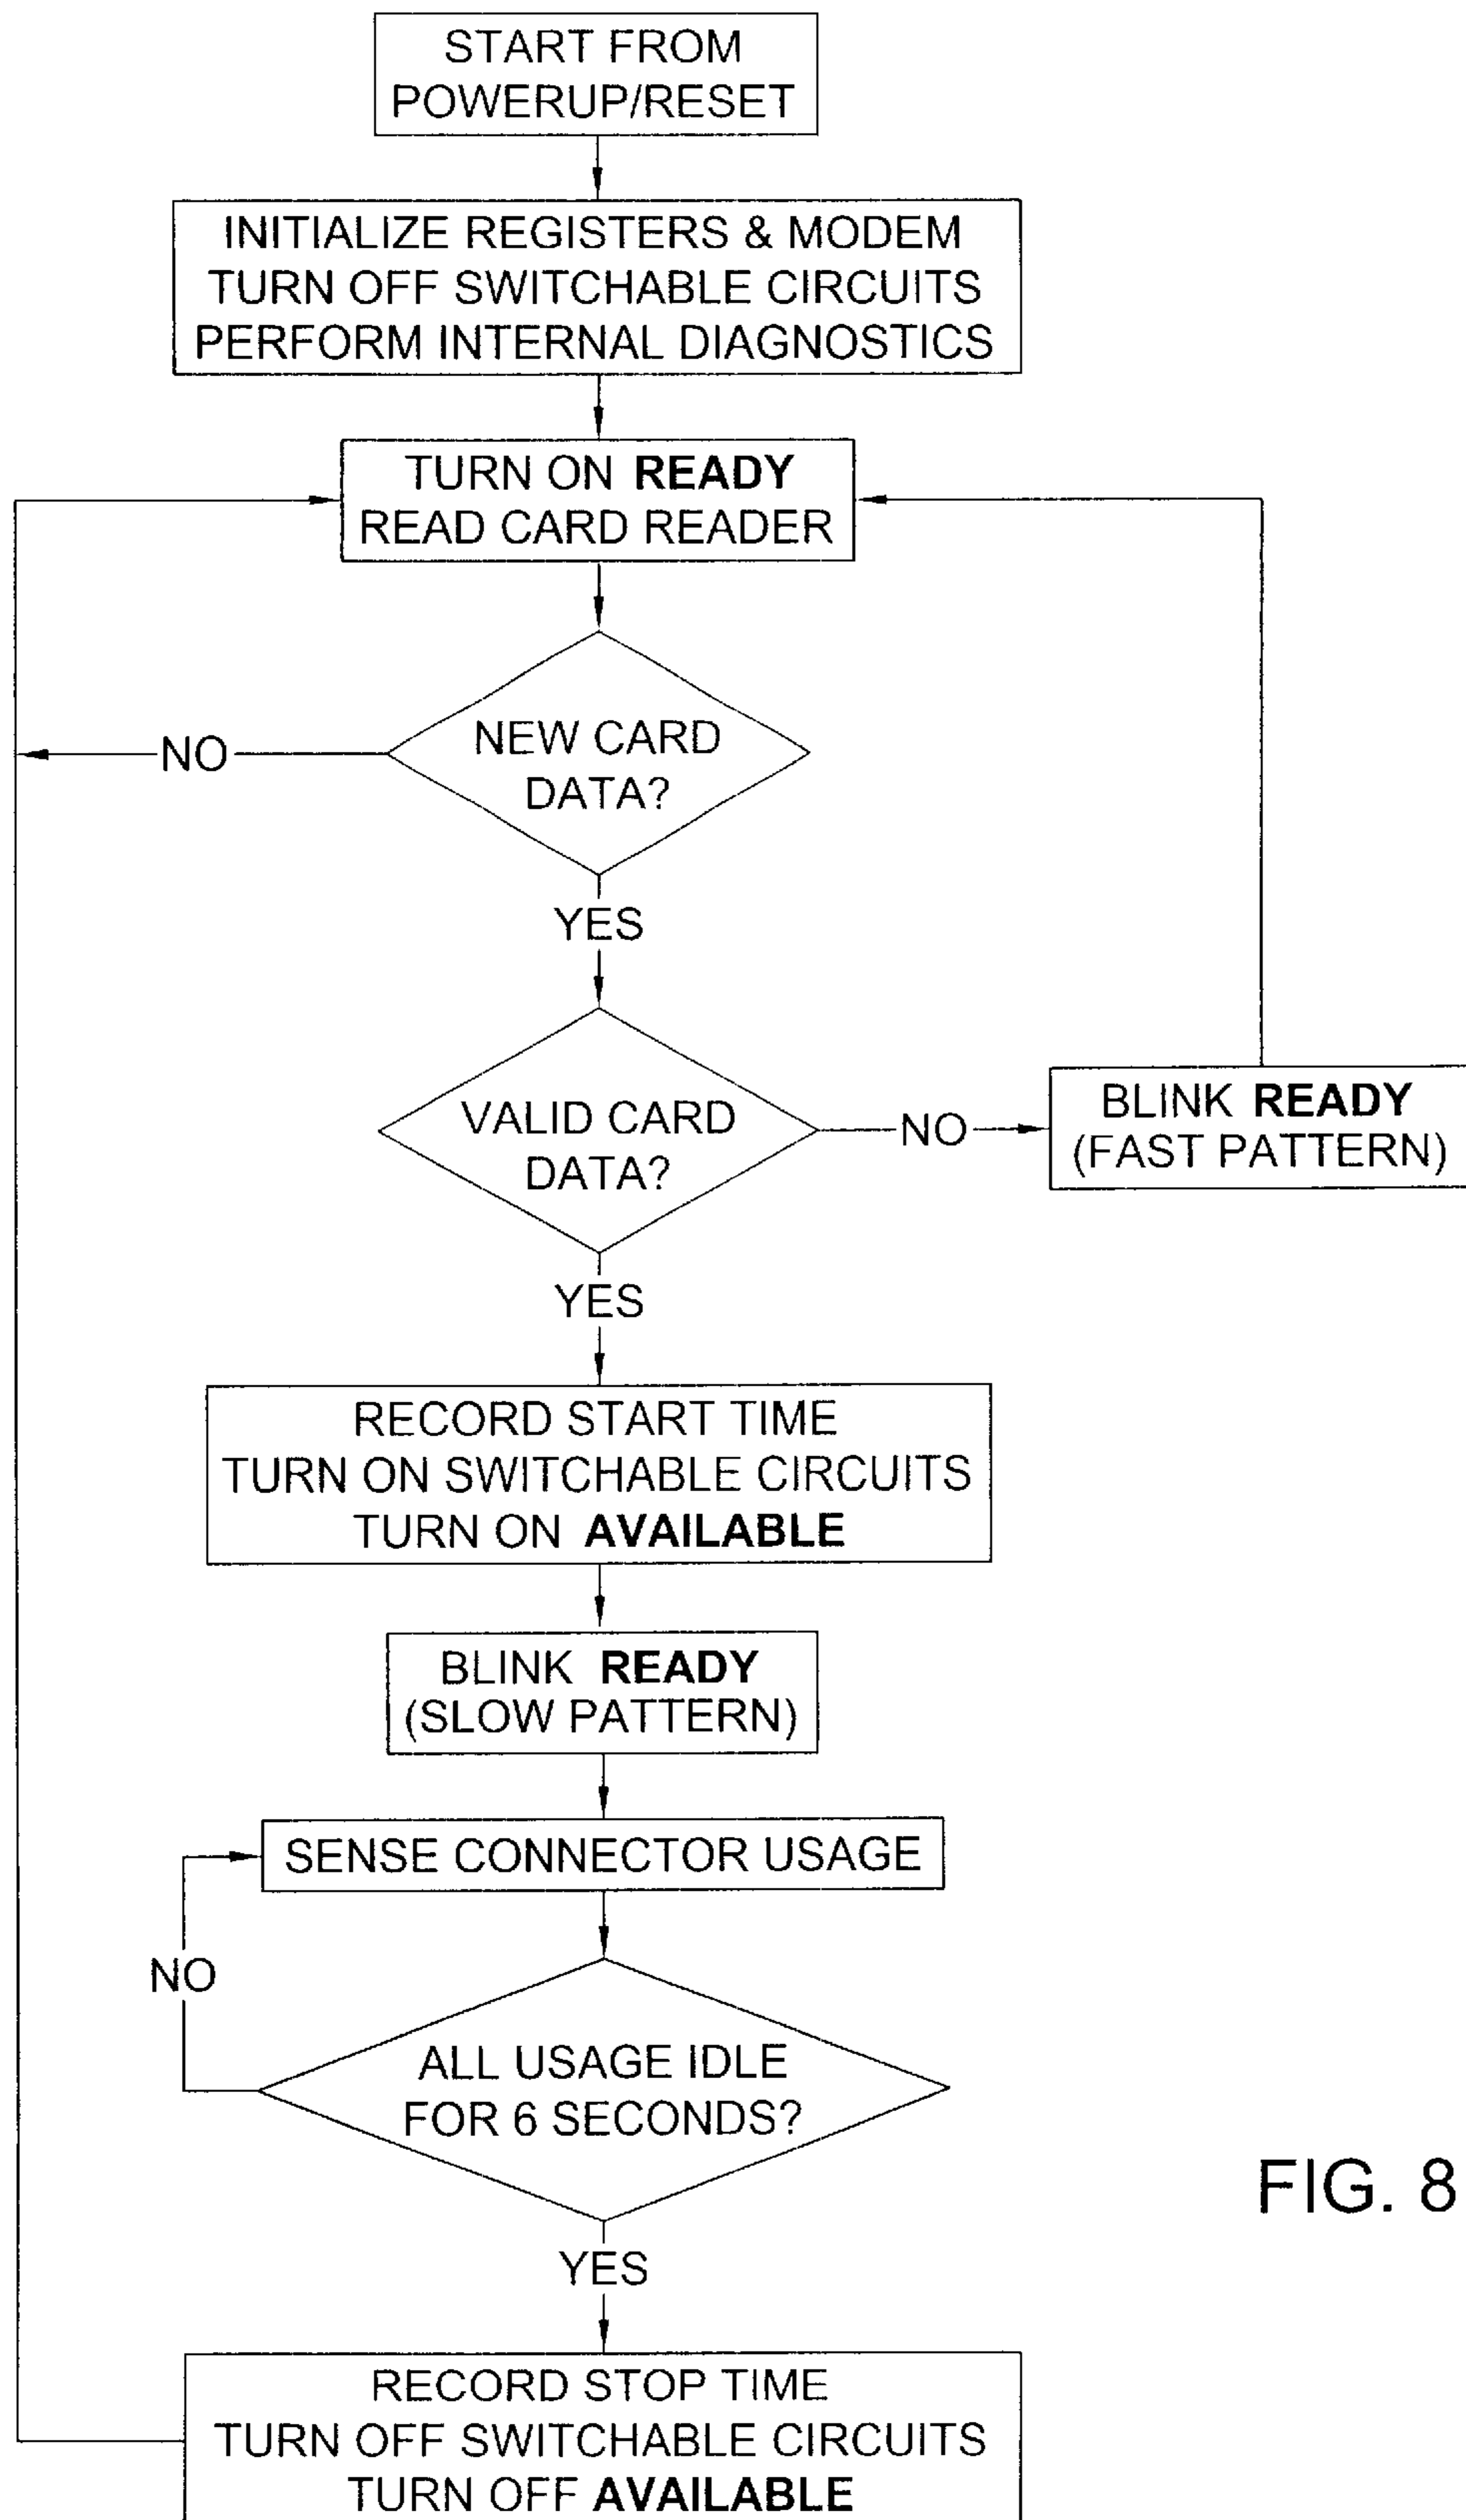 START FROM
POWERUP/RESET
INITIALIZE REGISTERS & MODEM
TURN OFF SWITCHABLE CIRCUITS
PERFORM INTERNAL DIAGNOSTICS
TURN ON READY
READ CARD READER
NEW CARD
DATA?
NO
YES
VALID CARD
DATA?
NO
BLINK READY
(FAST PATTERN)
YES
RECORD START TIME
TURN ON SWITCHABLE CIRCUITS
TURN ON AVAILABLE
BLINK READY
(SLOW PATTERN)
SENSE CONNECTOR USAGE
NO
ALL USAGE IDLE
FOR 6 SECONDS?
YES
RECORD STOP TIME
TURN OFF SWITCHABLE CIRCUITS
TURN OFF AVAILABLE
FIG. 8